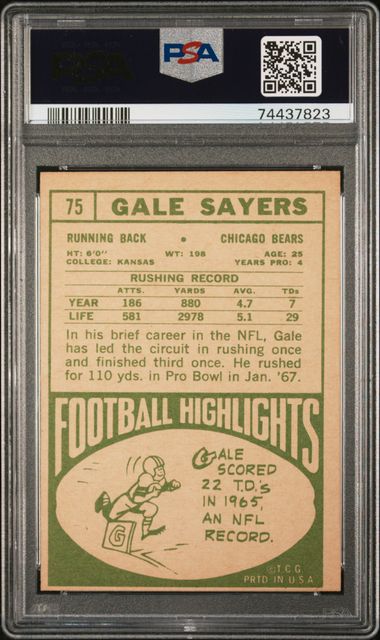 PSA
74437823
75 GALE SAYERS
RUNNING BACK • CHICAGO BEARS
HT: 6'0" WT: 198 AGE: 25
COLLEGE: KANSAS YEARS PRO: 4
RUSHING RECORD
ATTS. YARDS AVG. TDs
YEAR 186 880 4.7 7
LIFE 581 2978 5.1 29
In his brief career in the NFL, Gale
has led the circuit in rushing once
and finished third once. He rushed
for 110 yds. in Pro Bowl in Jan. '67.
FOOTBALL HIGHLIGHTS
GALE
SCORED
22 T.D.'s
IN 1965,
AN NFL
RECORD.
G
©T.C.G.
PRTD IN U.S.A